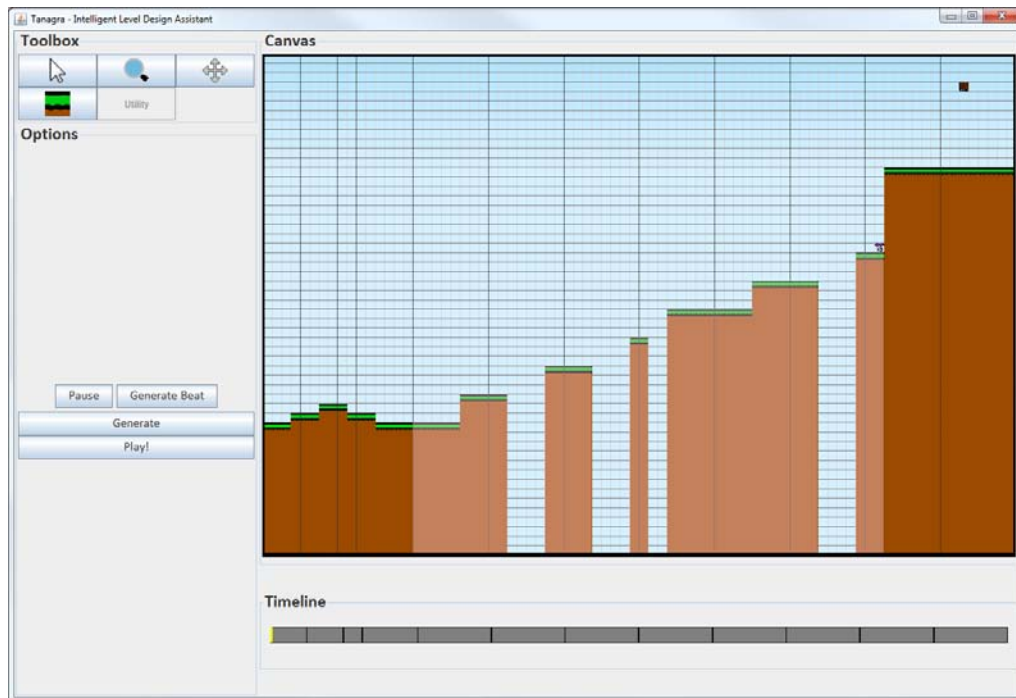 Tanagra - Intelligent Level Design Assistant
Toolbox
Canvas
Utility
Options
Pause
Generate Beat
Generate
Play!
Timeline